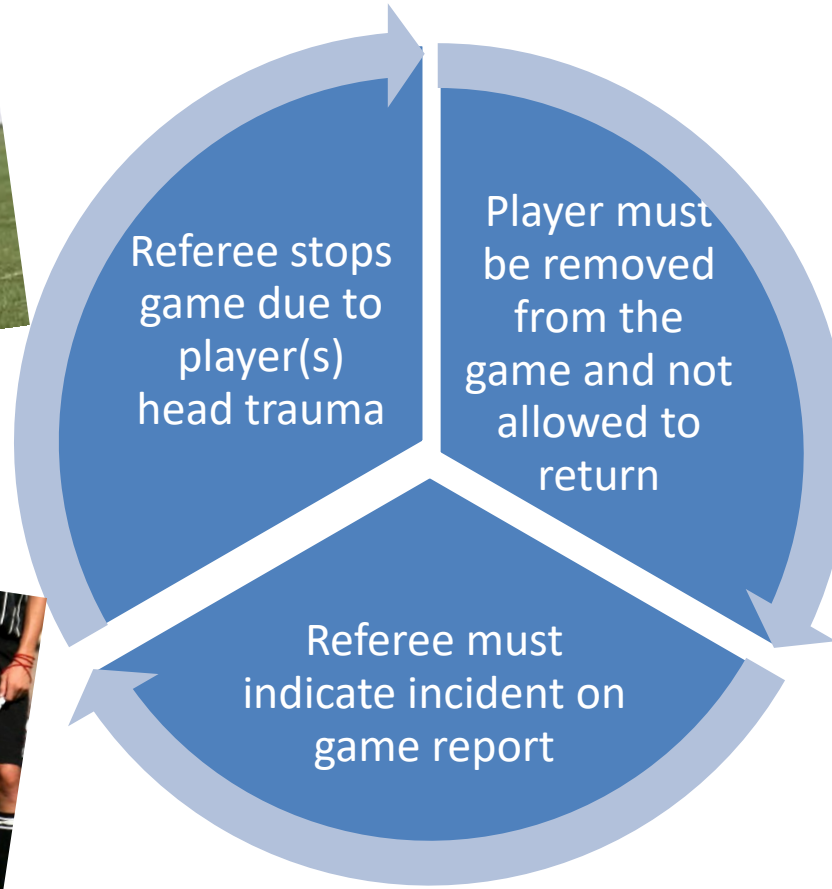 Referee stops
game due to
player(s)
head trauma
Player must
be removed
from the
game and not
allowed to
return
Referee must
indicate incident on
game report